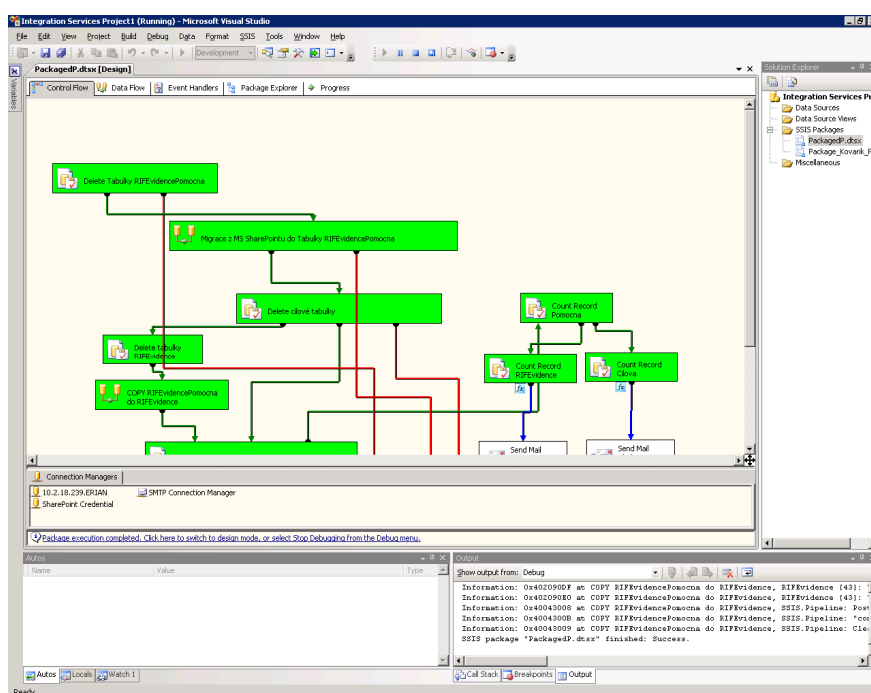 Integration Services Project1 (Running) - Microsoft Visual Studio
File Edit View Project Build Debug Data Format SSIS Tools Window Help
Development
PackagedP.dtsx [Design]
Solution Explorer
Variables
Control Flow Data Flow Event Handlers Package Explorer Progress
Integration Services Pr
Data Sources
Data Source Views
SSIS Packages
PackagedP.dtsx
Package_Kovarik_F
Miscellaneous
Delete Tabulky RIFEvidencePomocna
Migrace z MS SharePointu do Tabulky RIFEvidencePomocna
Delete cílové tabulky
Count Record
Pomocna
Delete tabulky
RIFEvidence
Count Record
RIFEvidence
Count Record
Cilova
COPY RIFEvidencePomocna
do RIFEvidence
Send Mail
Send Mail
Connection Managers
10.2.18.239.ERIAN
SMTP Connection Manager
SharePoint Credential
Package execution completed. Click here to switch to design mode, or select Stop Debugging from the Debug menu.
Autos
Name Value Type
Output
Show output from: Debug
Information: 0x402090DF at COPY RIFEvidencePomocna do RIFEvidence, RIFEvidence [43]:
Information: 0x402090E0 at COPY RIFEvidencePomocna do RIFEvidence, RIFEvidence [43]:
Information: 0x40043008 at COPY RIFEvidencePomocna do RIFEvidence, SSIS.Pipeline: Pos
Information: 0x4004300B at COPY RIFEvidencePomocna do RIFEvidence, SSIS.Pipeline: "co
Information: 0x40043009 at COPY RIFEvidencePomocna do RIFEvidence, SSIS.Pipeline: Cle
SSIS package "PackagedP.dtsx" finished: Success.
Autos Locals Watch 1
Call Stack Breakpoints Output
Ready